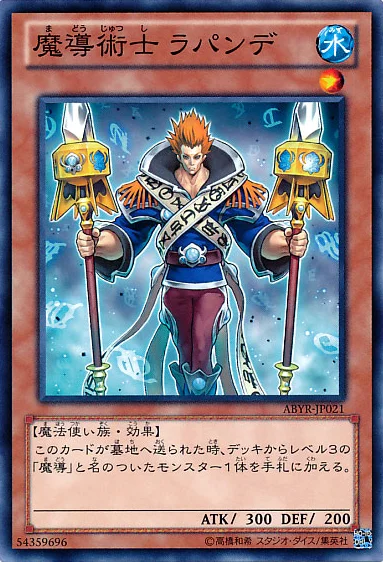 魔導術士 ラパンデ
水
ABYR-JP021
【魔法使い族・効果】
このカードが墓地へ送られた時、デッキからレベル3の
「魔導」と名のついたモンスター1体を手札に加える。
ATK/ 300 DEF/ 200
54359696
©高橋和希 スタジオ・ダイス/集英社